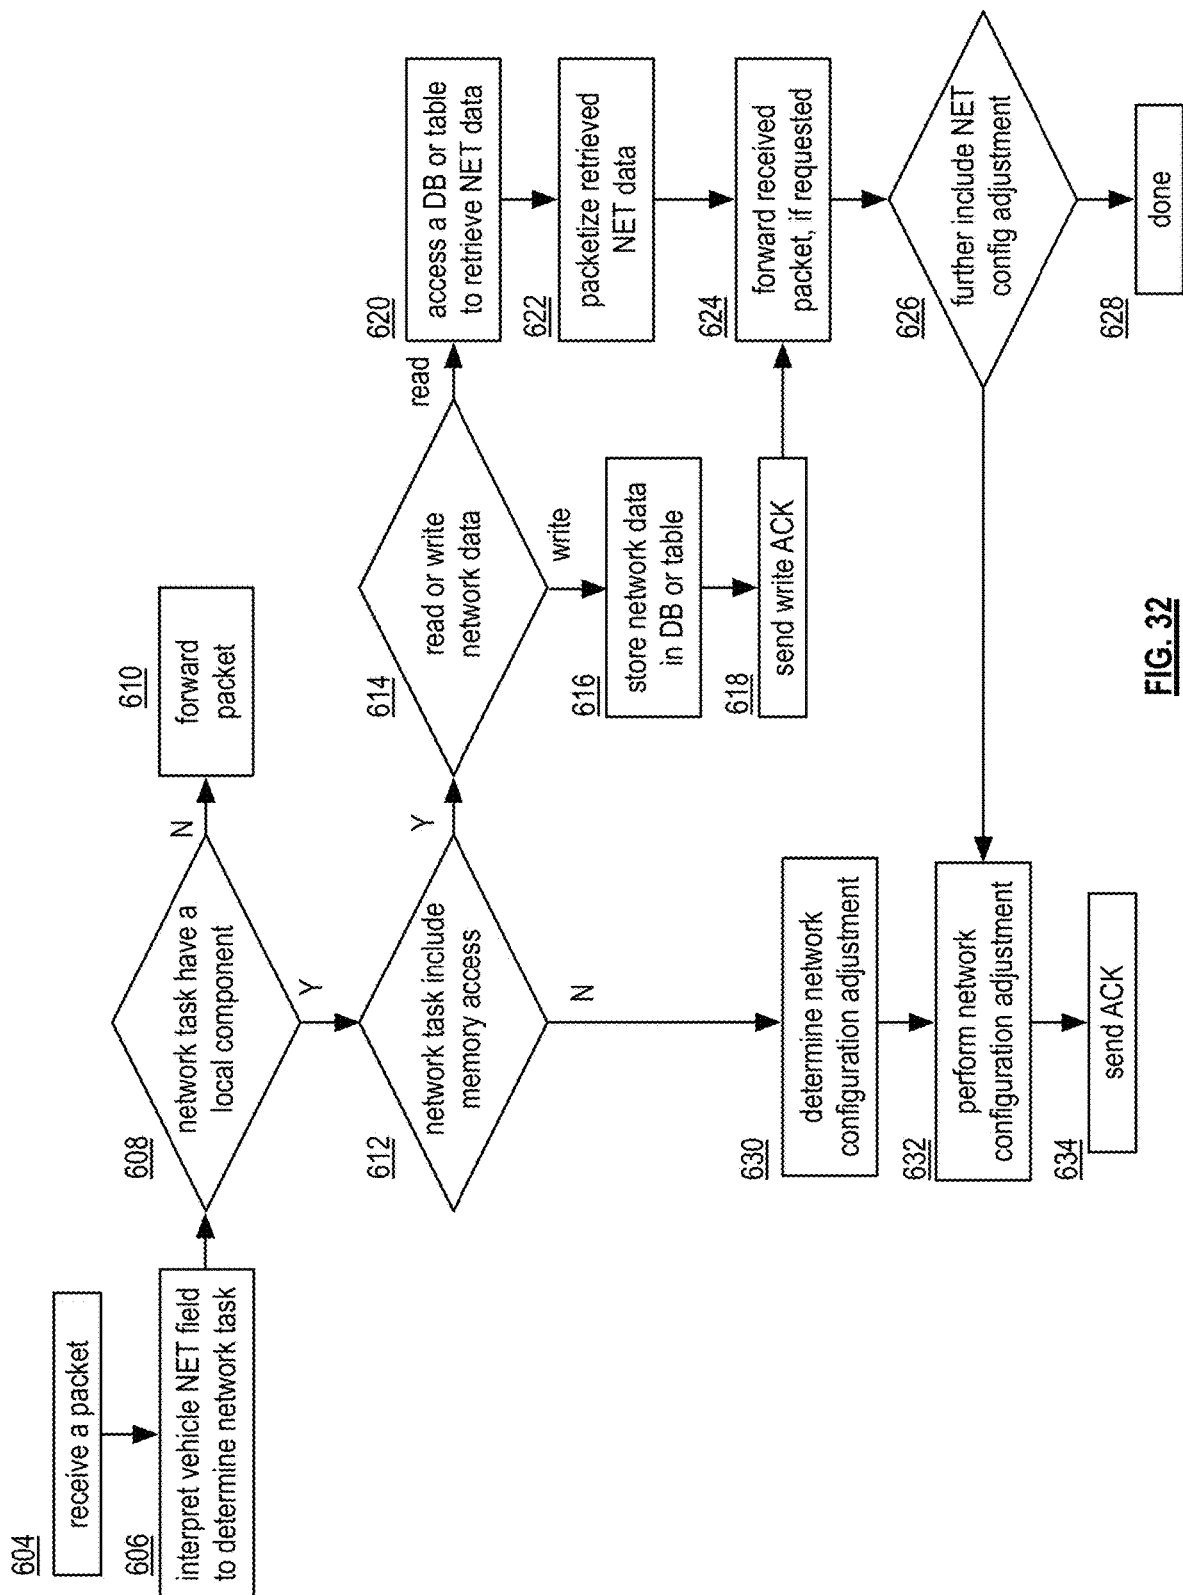 604
receive a packet
606
interpret vehicle NET field
to determine network task
608
network task have a
local component
N
610
forward
packet
Y
612
network task include
memory access
Y
614
read or write
network data
read
620
access a DB or table
to retrieve NET data
622
packetize retrieved
NET data
write
616
store network data
in DB or table
618
send write ACK
624
forward received
packet, if requested
626
further include NET
config adjustment
628
done
N
630
determine network
configuration adjustment
632
perform network
configuration adjustment
634
send ACK
FIG. 32